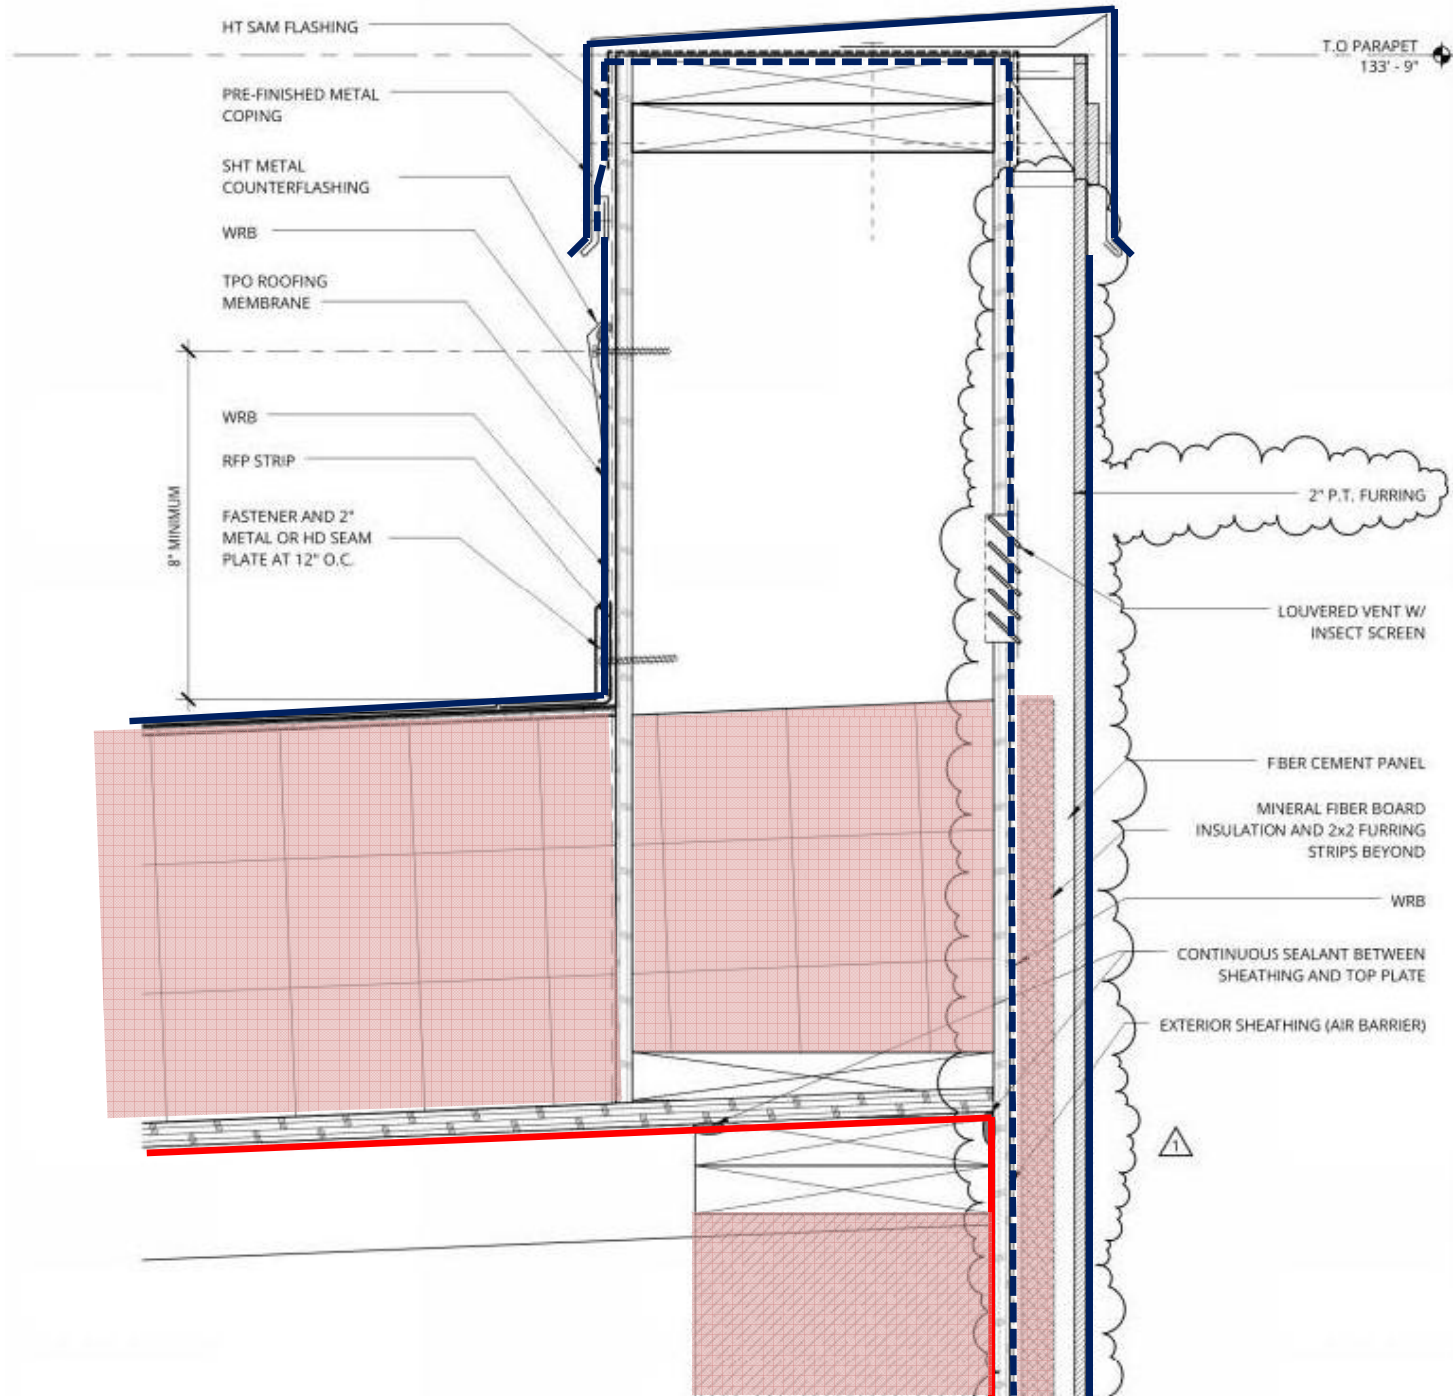 HT SAM FLASHING
PRE-FINISHED METAL
COPING
SHT METAL
COUNTERFLASHING
WRB
TPO ROOFING
MEMBRANE
WRB
RFP STRIP
FASTENER AND 2"
METAL OR HD SEAM
PLATE AT 12" O.C.
8" MINIMUM
T.O PARAPET
133' - 9"
2" P.T. FURRING
LOUVERED VENT W/
INSECT SCREEN
FBER CEMENT PANEL
MINERAL FIBER BOARD
INSULATION AND 2x2 FURRING
STRIPS BEYOND
WRB
CONTINUOUS SEALANT BETWEEN
SHEATHING AND TOP PLATE
EXTERIOR SHEATHING (AIR BARRIER)
1